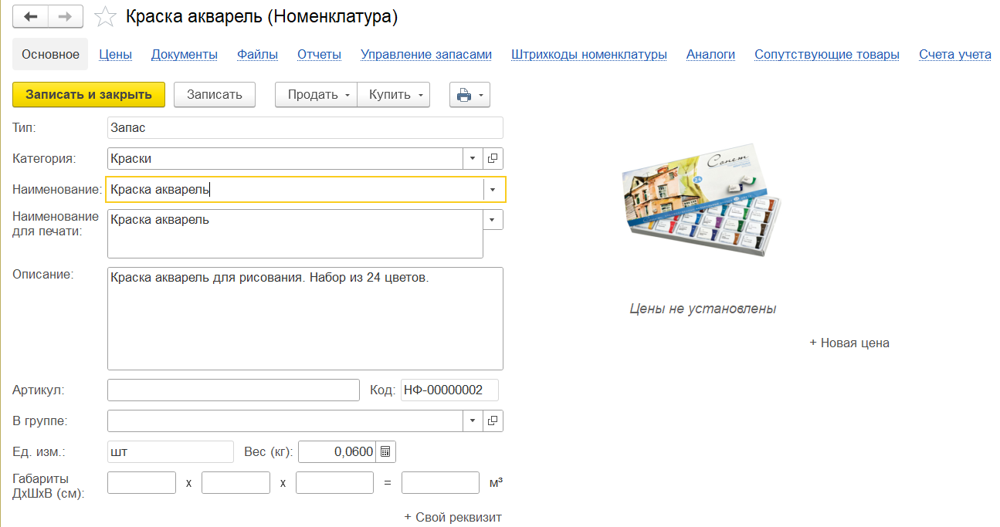 Краска акварель (Номенклатура)
Основное Цены Документы Файлы Отчеты Управление запасами Штрихкоды номенклатуры Аналоги Сопутствующие товары Счета учета
Записать и закрыть Записать Продать Купить
Тип: Запас
Категория: Краски
Наименование: Краска акварель
Наименование для печати: Краска акварель
Описание: Краска акварель для рисования. Набор из 24 цветов.
Сонет
24
Цены не установлены
+ Новая цена
Артикул: Код: НФ-00000002
В группе:
Ед. изм.: шт Вес (кг): 0,0600
Габариты ДхШхВ (см): x x = м³
+ Свой реквизит